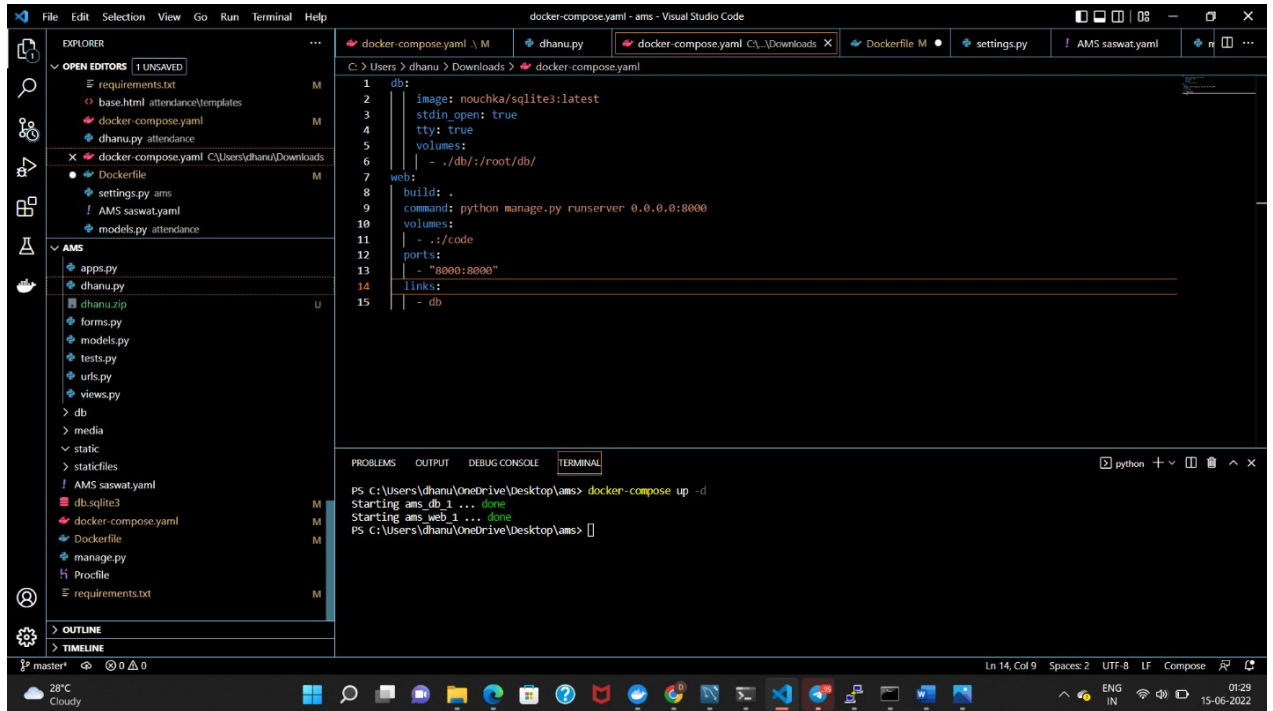 File Edit Selection View Go Run Terminal Help
docker-compose.yaml - ams - Visual Studio Code
EXPLORER
OPEN EDITORS 1 UNSAVED
requirements.txt M
base.html attendance\templates
docker-compose.yaml M
dhanu.py attendance
docker-compose.yaml C:\Users\dhanu\Downloads
Dockerfile M
settings.py ams
! AMS saswat.yaml
models.py attendance
AMS
apps.py
dhanu.py
dhanu.zip U
forms.py
models.py
tests.py
urls.py
views.py
> db
> media
static
> staticfiles
! AMS saswat.yaml
db.sqlite3 M
docker-compose.yaml M
Dockerfile M
manage.py
Procfile
requirements.txt M
> OUTLINE
> TIMELINE
docker-compose.yaml .\ M
dhanu.py
docker-compose.yaml C:\...\Downloads X
Dockerfile M
settings.py
! AMS saswat.yaml
C: > Users > dhanu > Downloads > docker-compose.yaml
1 db:
2 image: nouchka/sqlite3:latest
3 stdin_open: true
4 tty: true
5 volumes:
6 - ./db/:/root/db/
7 web:
8 build: .
9 command: python manage.py runserver 0.0.0.0:8000
10 volumes:
11 - .:/code
12 ports:
13 - "8000:8000"
14 links:
15 - db
PROBLEMS OUTPUT DEBUG CONSOLE TERMINAL
python
PS C:\Users\dhanu\OneDrive\Desktop\ams> docker-compose up -d
Starting ams_db_1 ... done
Starting ams_web_1 ... done
PS C:\Users\dhanu\OneDrive\Desktop\ams>
master* 0 0
Ln 14, Col 9 Spaces: 2 UTF-8 LF Compose
28°C
Cloudy
ENG
IN
01:29
15-06-2022